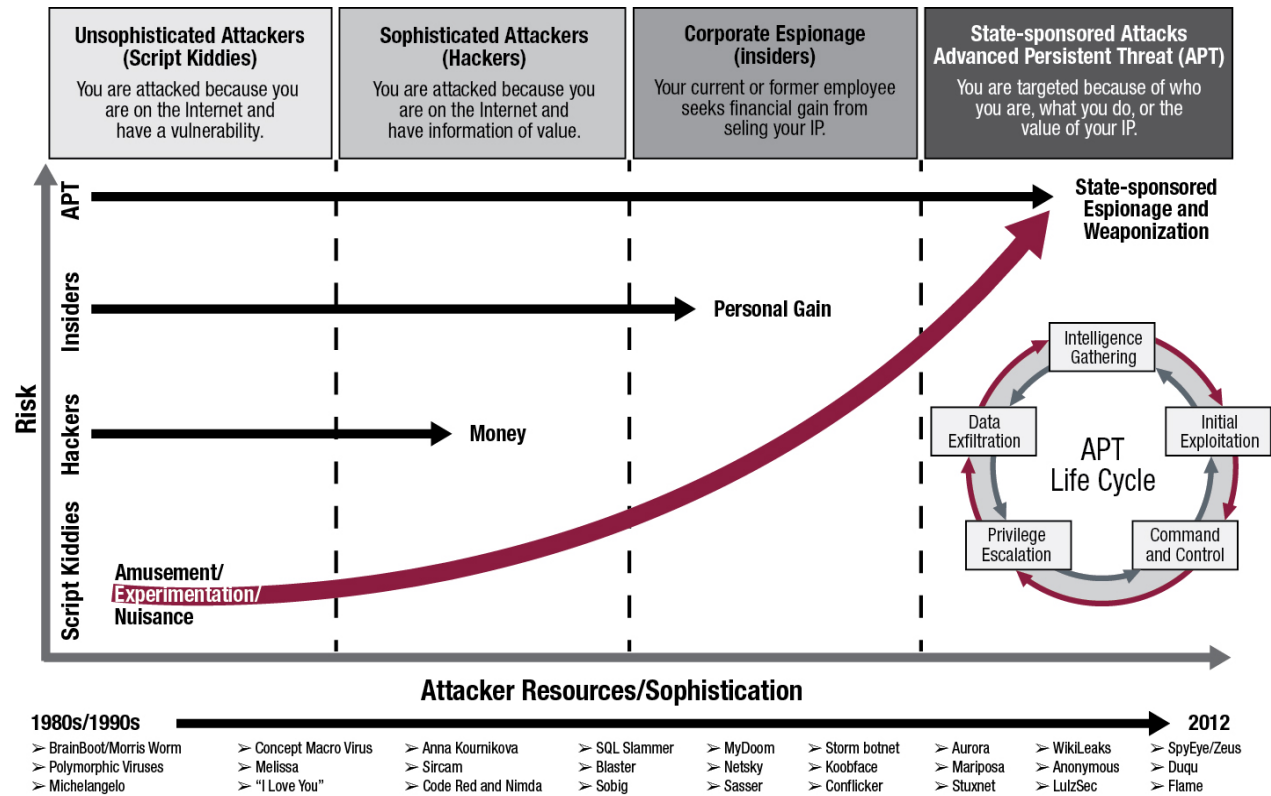 Unsophisticated Attackers
(Script Kiddies)
You are attacked because you
are on the Internet and
have a vulnerability.
Sophisticated Attackers
(Hackers)
You are attacked because you
are on the Internet and
have information of value.
Corporate Espionage
(insiders)
Your current or former employee
seeks financial gain from
seling your IP.
State-sponsored Attacks
Advanced Persistent Threat (APT)
You are targeted because of who
you are, what you do, or the
value of your IP.
Risk
APT
Insiders
Hackers
Script Kiddies
State-sponsored
Espionage and
Weaponization
Personal Gain
Money
Amusement/
Experimentation/
Nuisance
APT
Life Cycle
Intelligence
Gathering
Initial
Exploitation
Command
and Control
Privilege
Escalation
Data
Exfiltration
Attacker Resources/Sophistication
1980s/1990s
2012
➢ BrainBoot/Morris Worm
➢ Polymorphic Viruses
➢ Michelangelo
➢ Concept Macro Virus
➢ Melissa
➢ "I Love You"
➢ Anna Kournikova
➢ Sircam
➢ Code Red and Nimda
➢ SQL Slammer
➢ Blaster
➢ Sobig
➢ MyDoom
➢ Netsky
➢ Sasser
➢ Storm botnet
➢ Koobface
➢ Conflicker
➢ Aurora
➢ Mariposa
➢ Stuxnet
➢ WikiLeaks
➢ Anonymous
➢ LulzSec
➢ SpyEye/Zeus
➢ Duqu
➢ Flame